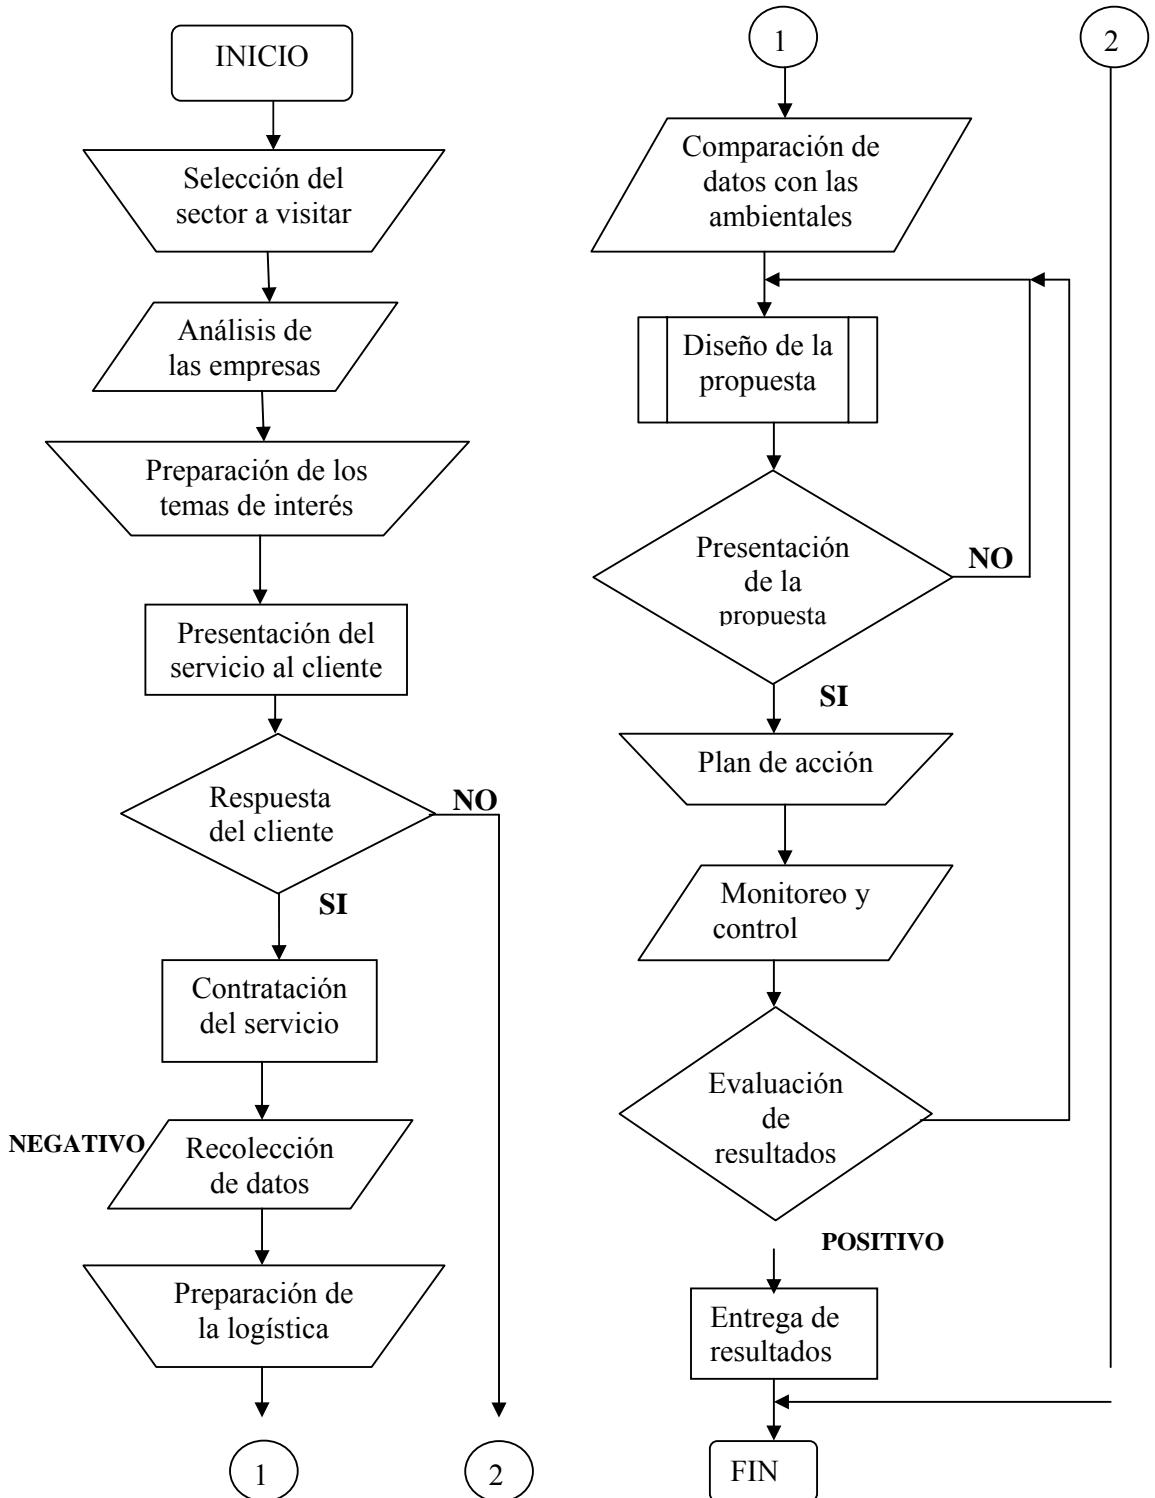 INICIO
Selección del
sector a visitar
Análisis de
las empresas
Preparación de los
temas de interés
Presentación del
servicio al cliente
Respuesta
del cliente
NO
SI
Contratación
del servicio
NEGATIVO
Recolección
de datos
Preparación de
la logística
1
2
1
2
Comparación de
datos con las
ambientales
Diseño de la
propuesta
Presentación
de la
propuesta
NO
SI
Plan de acción
Monitoreo y
control
Evaluación
de
resultados
POSITIVO
Entrega de
resultados
FIN